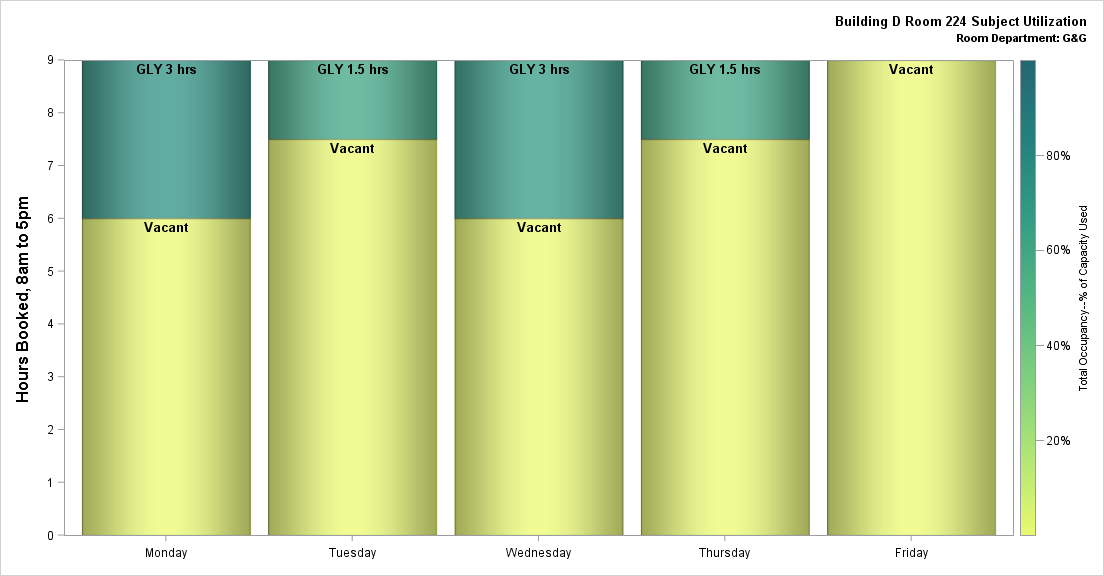 Building D Room 224 Subject Utilization
Room Department: G&G
Hours Booked, 8am to 5pm
9
8
7
6
5
4
3
2
1
0
GLY 3 hrs
Vacant
GLY 1.5 hrs
Vacant
GLY 3 hrs
Vacant
GLY 1.5 hrs
Vacant
Vacant
Monday
Tuesday
Wednesday
Thursday
Friday
80%
60%
40%
20%
Total Occupancy--% of Capacity Used